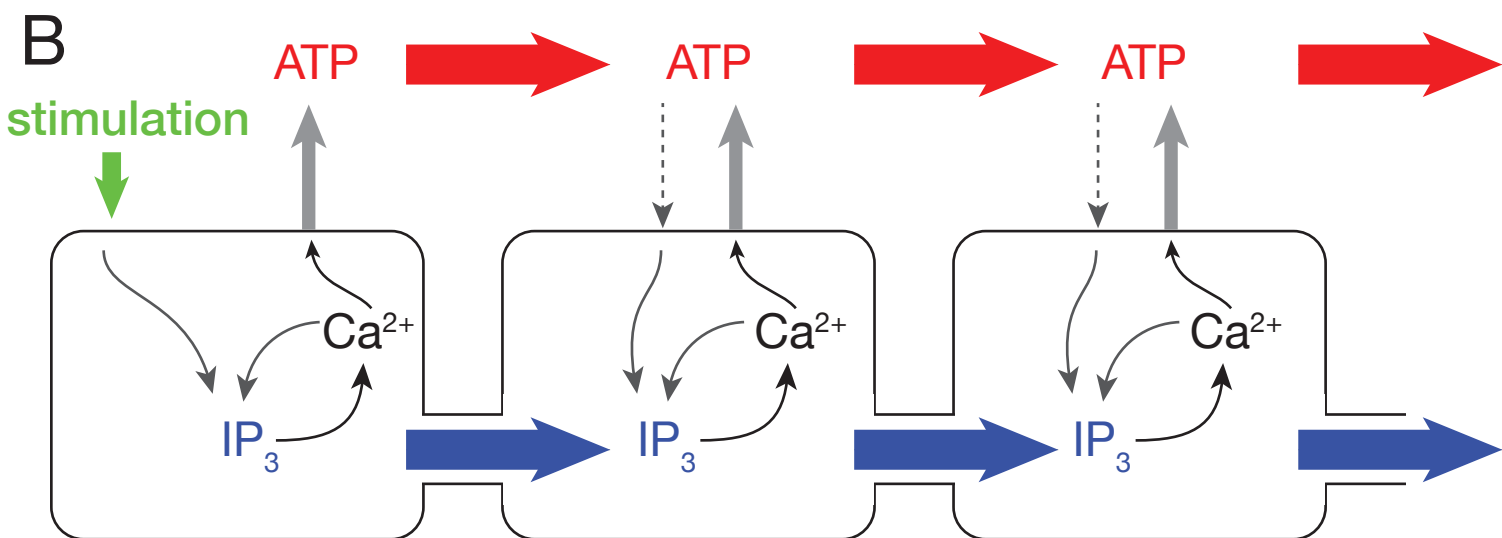 B
ATP ATP ATP
stimulation
Ca²⁺ Ca²⁺ Ca²⁺
IP₃ IP₃ IP₃